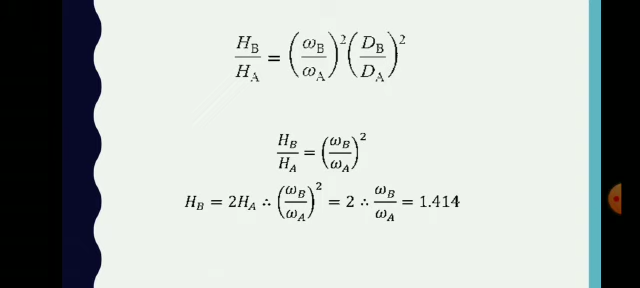 H_B/H_A = (ω_B/ω_A)^2 (D_B/D_A)^2
H_B/H_A = (ω_B/ω_A)^2
H_B = 2H_A ∴ (ω_B/ω_A)^2 = 2 ∴ ω_B/ω_A = 1.414